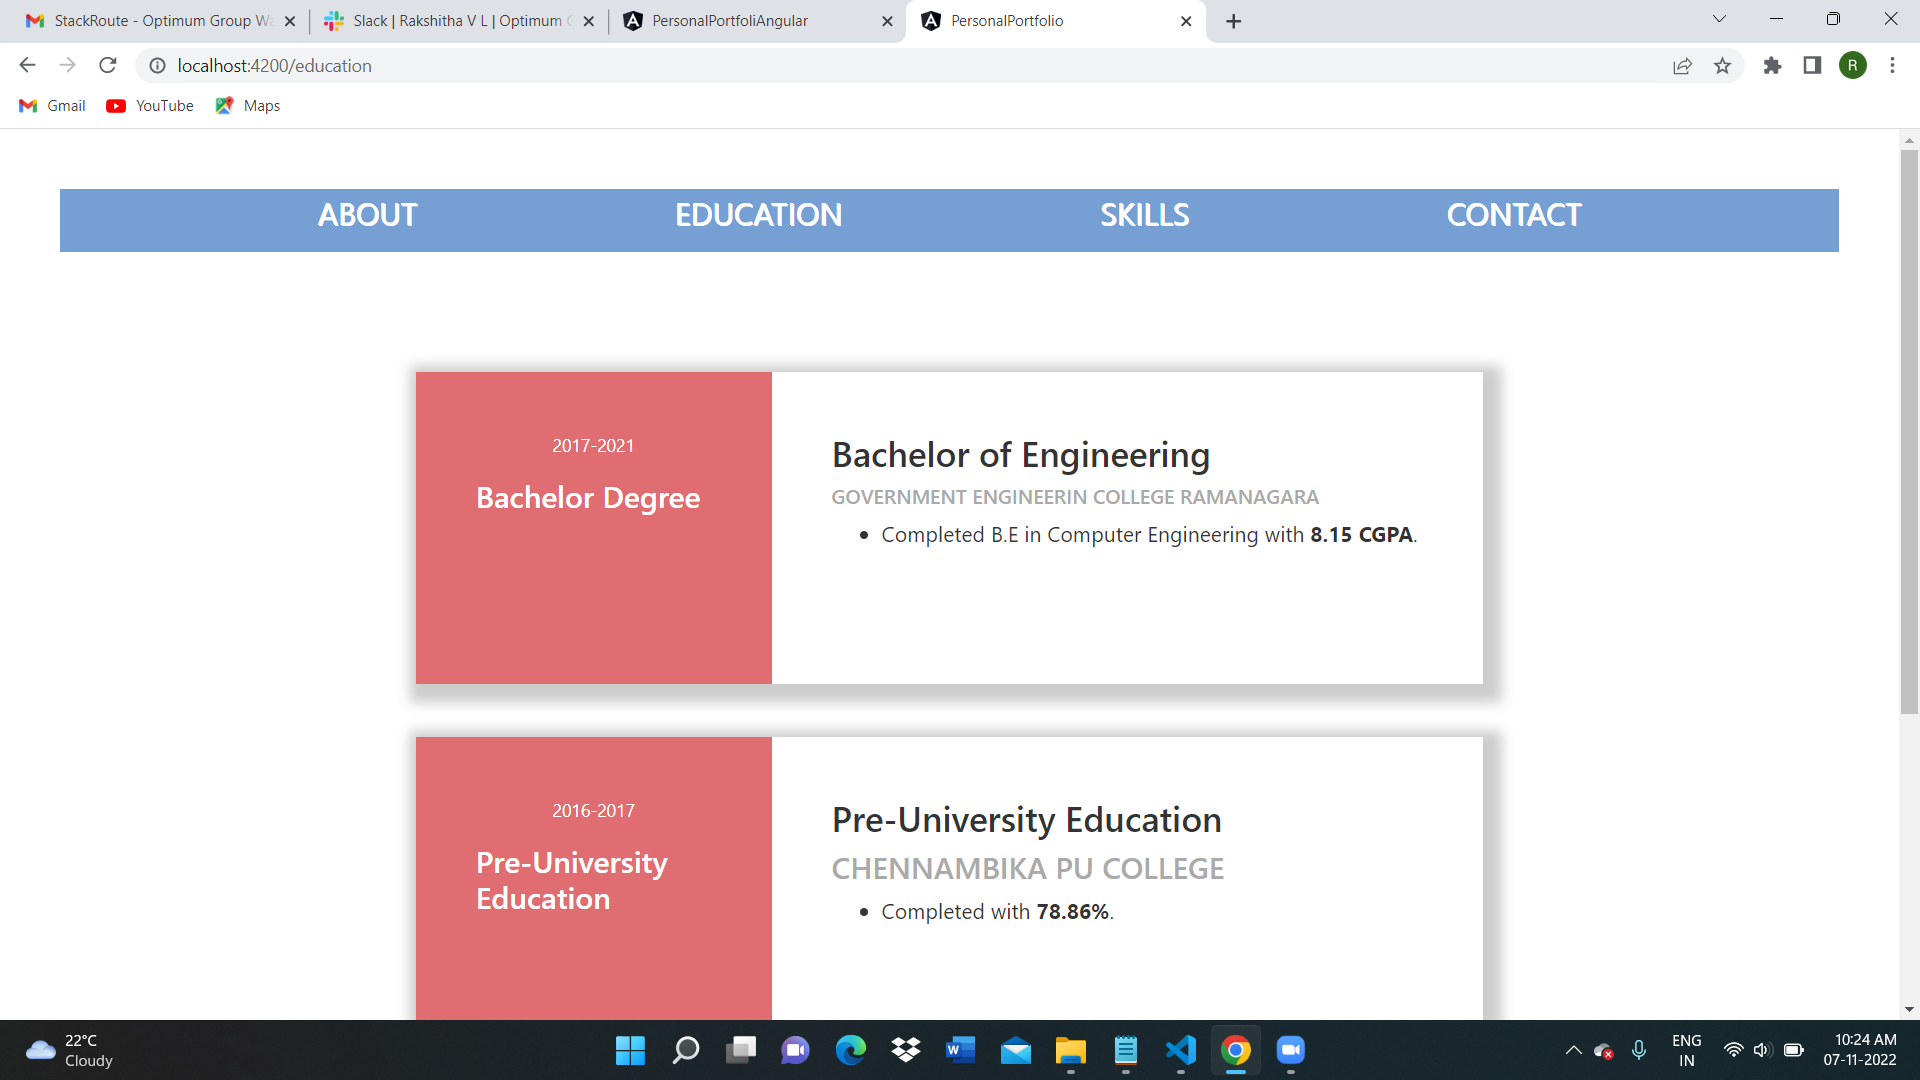 StackRoute - Optimum Group Wa
Slack | Rakshitha V L | Optimum G
PersonalPortfoliAngular
PersonalPortfolio
localhost:4200/education
R
Gmail
YouTube
Maps
ABOUT
EDUCATION
SKILLS
CONTACT
2017-2021
Bachelor Degree
Bachelor of Engineering
GOVERNMENT ENGINEERIN COLLEGE RAMANAGARA
• Completed B.E in Computer Engineering with 8.15 CGPA.
2016-2017
Pre-University
Education
Pre-University Education
CHENNAMBIKA PU COLLEGE
• Completed with 78.86%.
22°C
Cloudy
ENG
IN
10:24 AM
07-11-2022